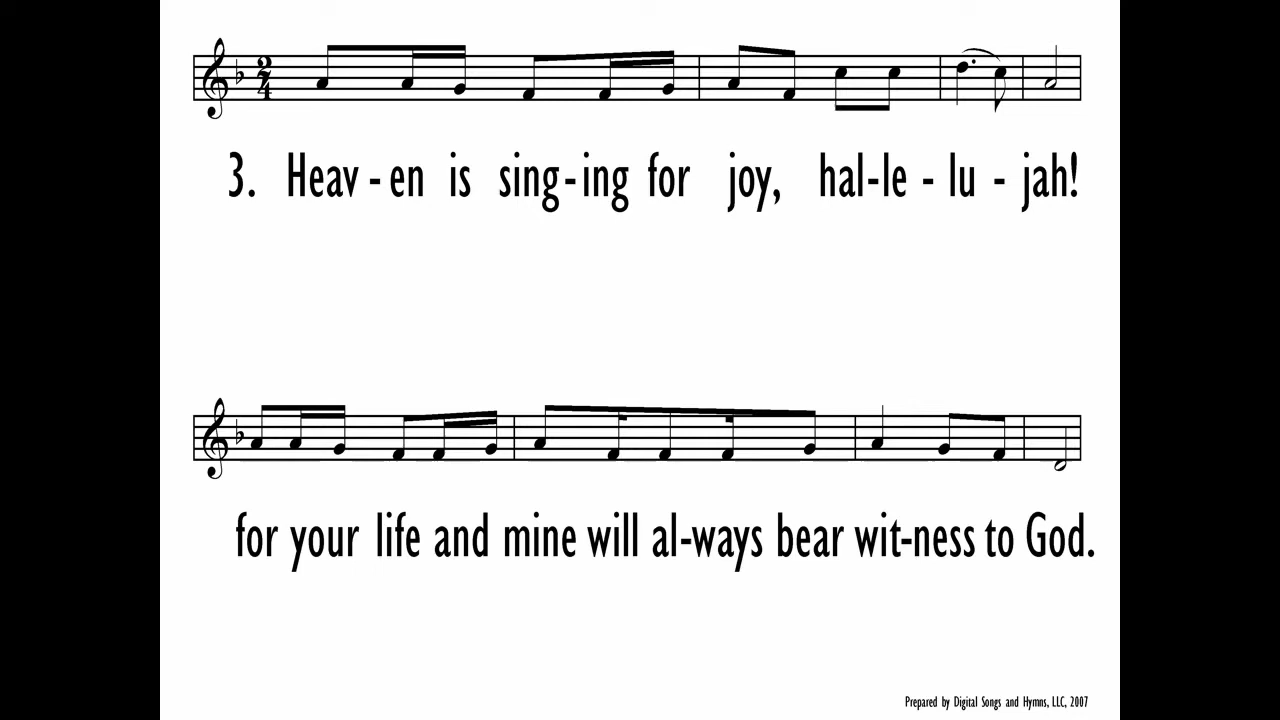 3. Heav - en is sing - ing for joy, hal - le - lu - jah!
for your life and mine will al-ways bear wit-ness to God.
Prepared by Digital Songs and Hymns, LLC, 2007